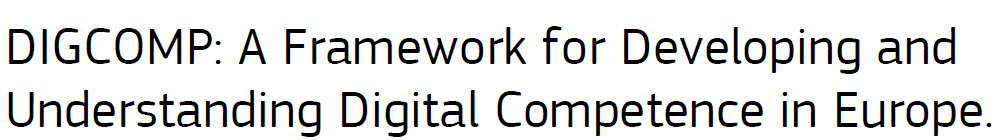 DIGCOMP: A Framework for Developing and
Understanding Digital Competence in Europe.